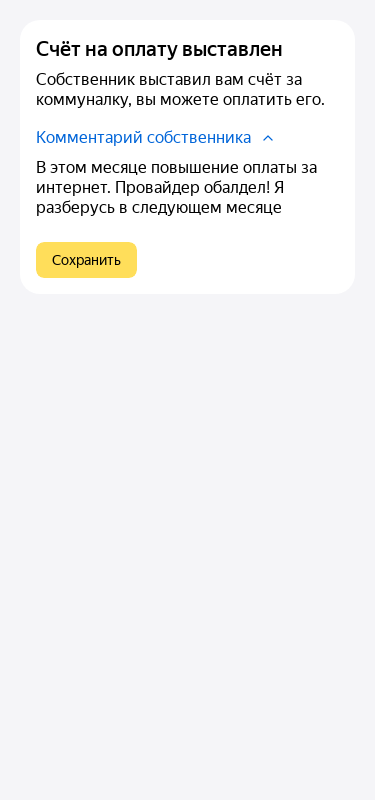 Счёт на оплату выставлен
Собственник выставил вам счёт за
коммуналку, вы можете оплатить его.
Комментарий собственника
В этом месяце повышение оплаты за
интернет. Провайдер обалдел! Я
разберусь в следующем месяце
Сохранить